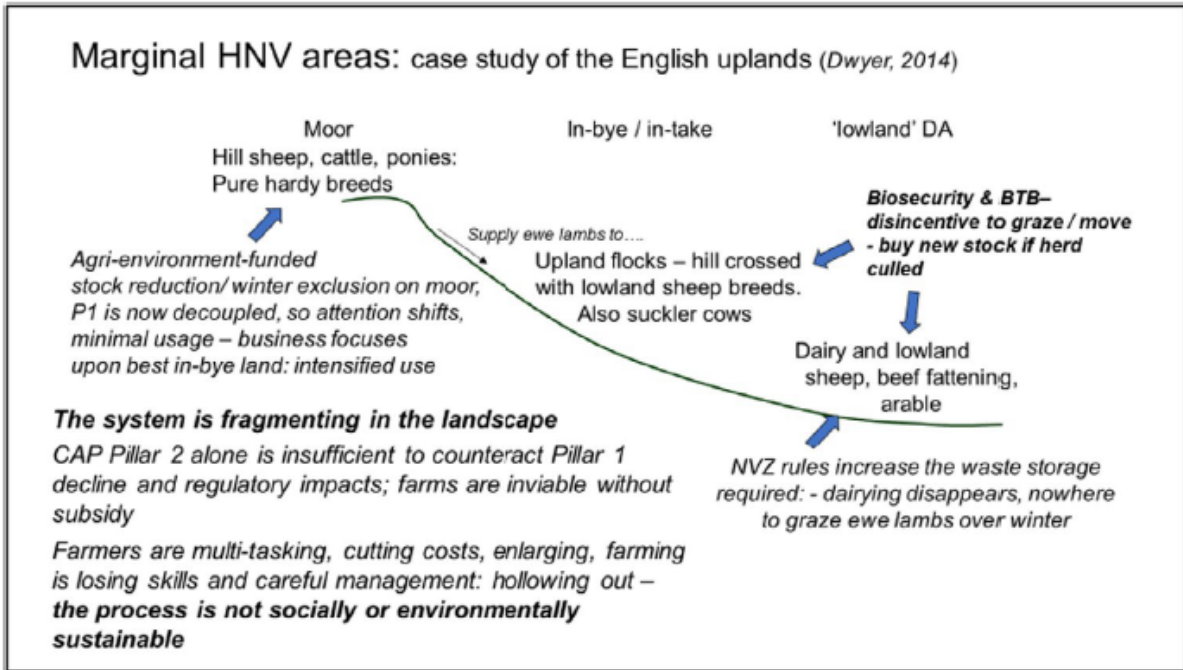 Marginal HNV areas: case study of the English uplands (Dwyer, 2014)
Moor
In-bye / in-take
'lowland' DA
Hill sheep, cattle, ponies:
Pure hardy breeds
Biosecurity & BTB–
disincentive to graze / move
- buy new stock if herd
culled
Supply ewe lambs to….
Agri-environment-funded
stock reduction/ winter exclusion on moor,
P1 is now decoupled, so attention shifts,
minimal usage – business focuses
upon best in-bye land: intensified use
Upland flocks – hill crossed
with lowland sheep breeds.
Also suckler cows
Dairy and lowland
sheep, beef fattening,
arable
The system is fragmenting in the landscape
CAP Pillar 2 alone is insufficient to counteract Pillar 1
decline and regulatory impacts; farms are inviable without
subsidy
NVZ rules increase the waste storage
required: - dairying disappears, nowhere
to graze ewe lambs over winter
Farmers are multi-tasking, cutting costs, enlarging, farming
is losing skills and careful management: hollowing out –
the process is not socially or environmentally
sustainable